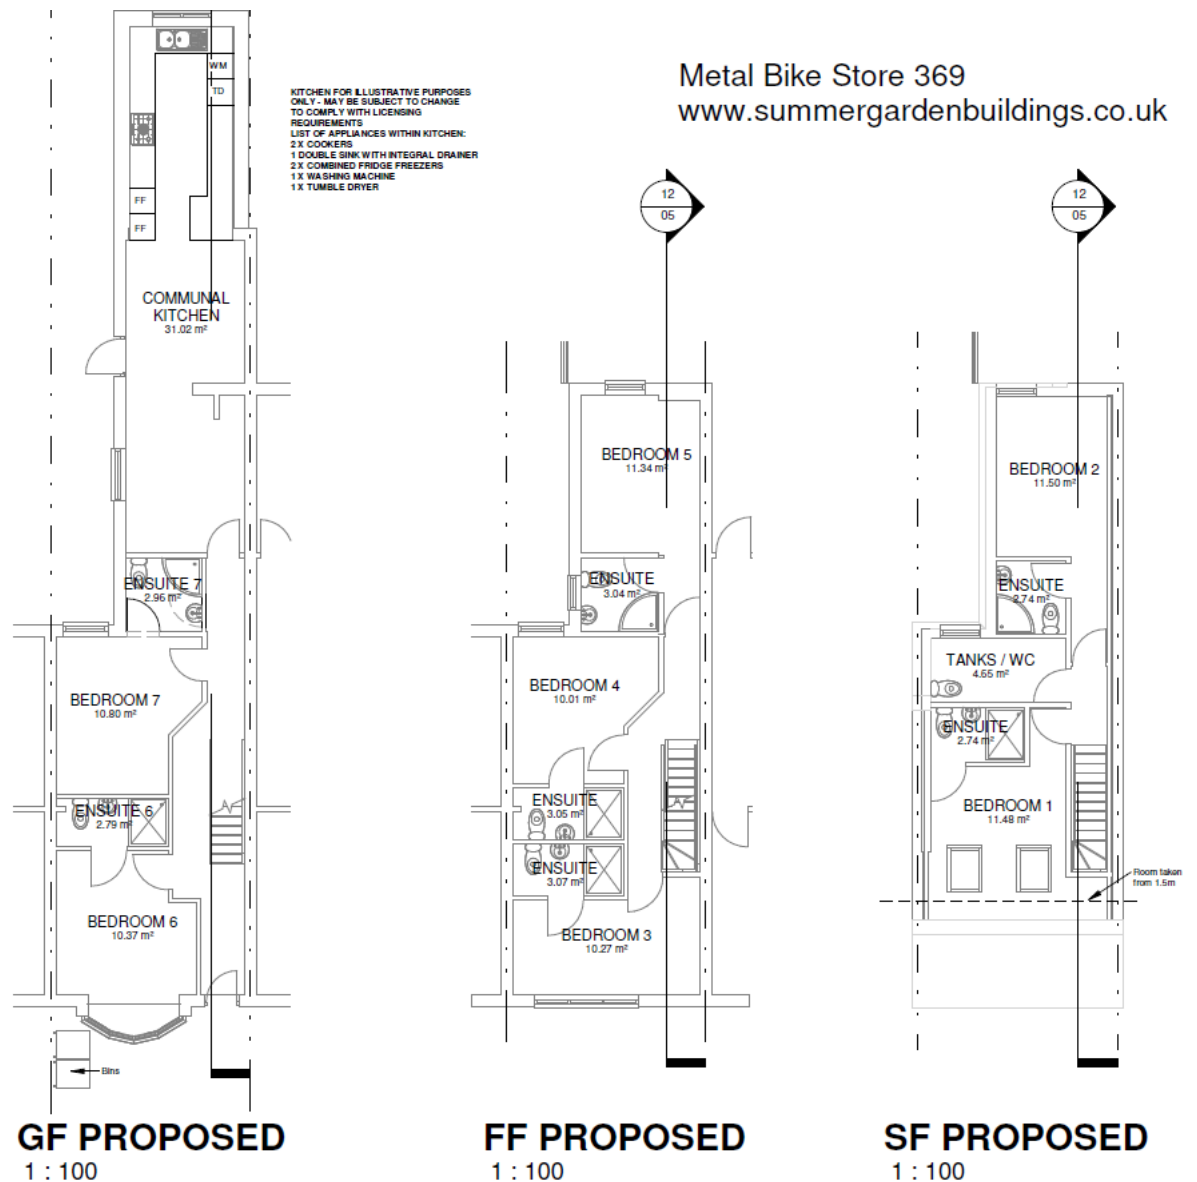 Metal Bike Store 369
www.summergardenbuildings.co.uk
KITCHEN FOR ILLUSTRATIVE PURPOSES
ONLY - MAY BE SUBJECT TO CHANGE
TO COMPLY WITH LICENSING
REQUIREMENTS
LIST OF APPLIANCES WITHIN KITCHEN:
2 X COOKERS
1 DOUBLE SINK WITH INTEGRAL DRAINER
2 X COMBINED FRIDGE FREEZERS
1 X WASHING MACHINE
1 X TUMBLE DRYER
WM
TD
FF
FF
COMMUNAL
KITCHEN
31.02 m²
ENSUITE 7
2.96 m²
BEDROOM 7
10.80 m²
ENSUITE 6
2.79 m²
BEDROOM 6
10.37 m²
Bins
GF PROPOSED
1 : 100
12
05
BEDROOM 5
11.34 m²
ENSUITE
3.04 m²
BEDROOM 4
10.01 m²
ENSUITE
3.05 m²
ENSUITE
3.07 m²
BEDROOM 3
10.27 m²
FF PROPOSED
1 : 100
12
05
BEDROOM 2
11.50 m²
ENSUITE
2.74 m²
TANKS / WC
4.65 m²
ENSUITE
2.74 m²
BEDROOM 1
11.48 m²
Room taken
from 1.5m
SF PROPOSED
1 : 100